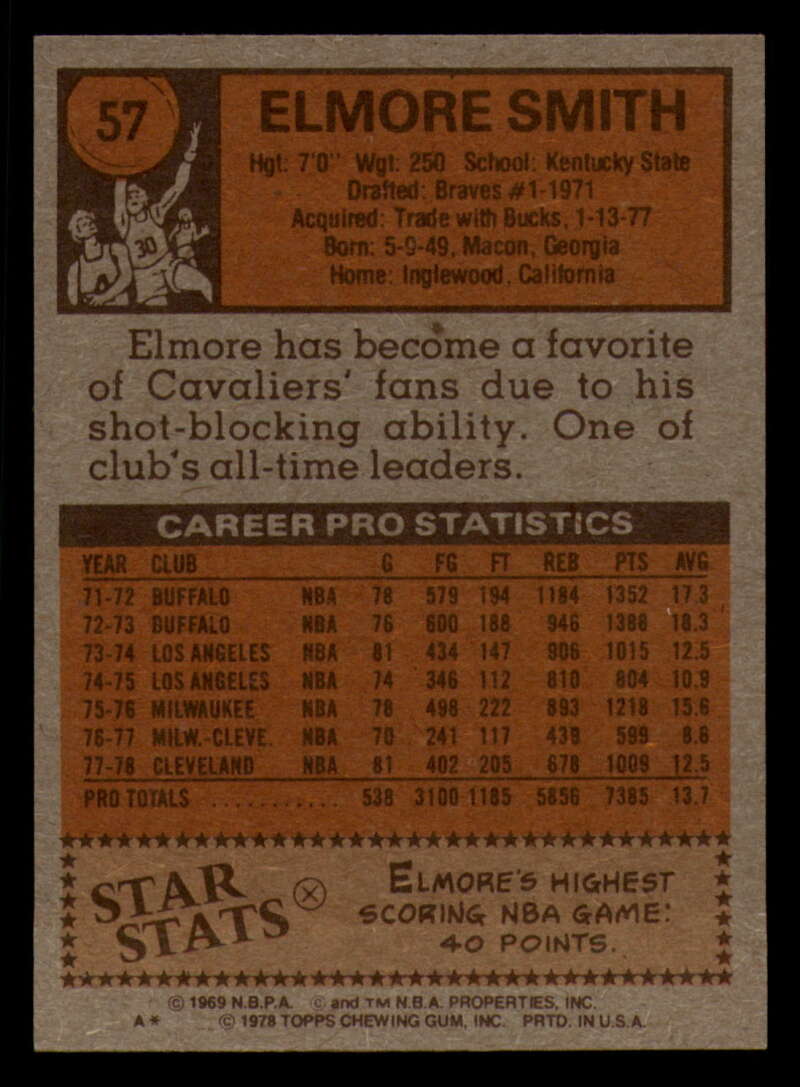 57
ELMORE SMITH
Hgt: 7'0" Wgt: 250 School: Kentucky State
Drafted: Braves #1-1971
Acquired: Trade with Bucks, 1-13-77
Born: 5-9-49, Macon, Georgia
Home: Inglewood, California
30
Elmore has become a favorite
of Cavaliers' fans due to his
shot-blocking ability. One of
club's all-time leaders.
CAREER PRO STATISTICS
YEAR CLUB G FG FT REB PTS AVG
71-72 BUFFALO NBA 78 579 194 1184 1352 17.3
72-73 BUFFALO NBA 76 600 188 946 1388 18.3
73-74 LOS ANGELES NBA 81 434 147 906 1015 12.5
74-75 LOS ANGELES NBA 74 346 112 810 804 10.9
75-76 MILWAUKEE NBA 78 498 222 893 1218 15.6
76-77 MILW.-CLEVE. NBA 70 241 117 439 599 8.6
77-78 CLEVELAND NBA 81 402 205 678 1009 12.5
PRO TOTALS ........... 538 3100 1185 5856 7385 13.7
STAR
STATS
ELMORE'S HIGHEST
SCORING NBA GAME:
40 POINTS.
© 1969 N.B.P.A. © and TM N.B.A. PROPERTIES, INC.
A* © 1978 TOPPS CHEWING GUM, INC. PRTD. IN U.S.A.